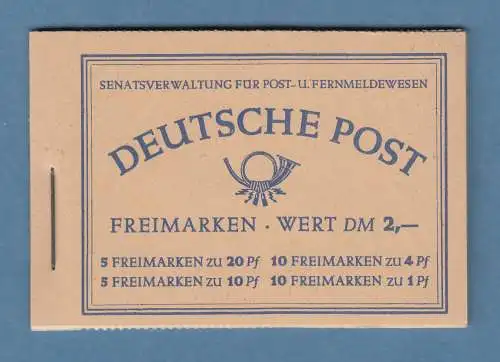 SENATSVERWALTUNG FÜR POST- U. FERNMELDEWESEN
DEUTSCHE POST
FREIMARKEN · WERT DM 2,—
5 FREIMARKEN ZU 20 Pf 10 FREIMARKEN ZU 4 Pf
5 FREIMARKEN ZU 10 Pf 10 FREIMARKEN ZU 1 Pf